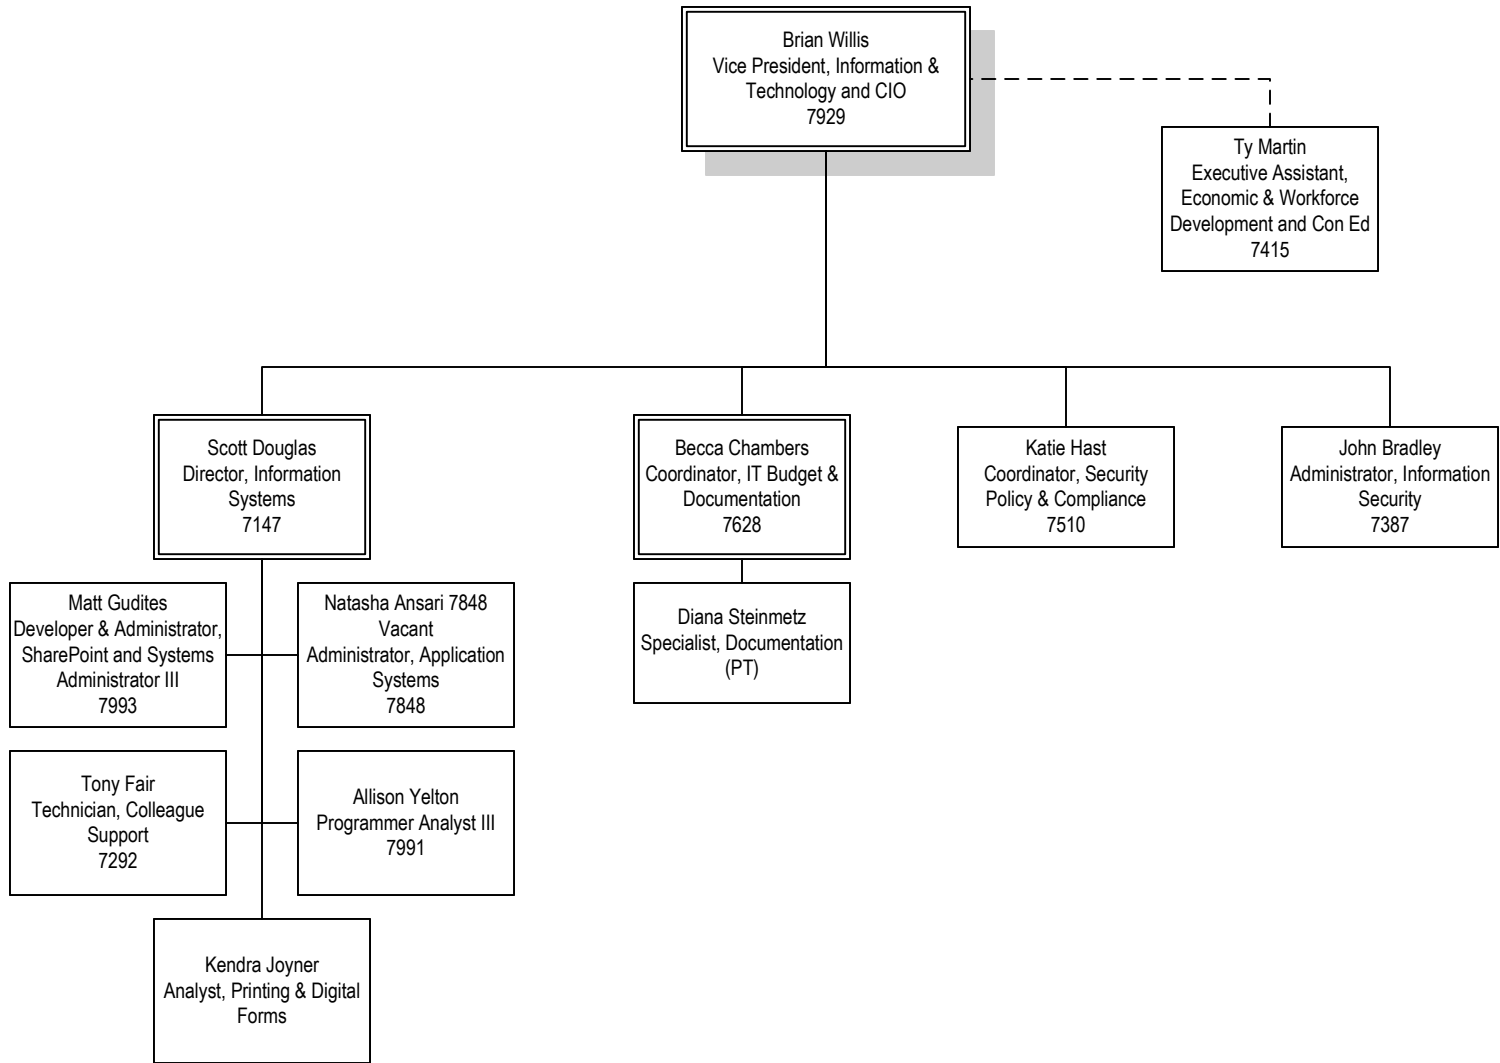 Brian Willis
Vice President, Information &
Technology and CIO
7929
Ty Martin
Executive Assistant,
Economic & Workforce
Development and Con Ed
7415
Scott Douglas
Director, Information
Systems
7147
Becca Chambers
Coordinator, IT Budget &
Documentation
7628
Katie Hast
Coordinator, Security
Policy & Compliance
7510
John Bradley
Administrator, Information
Security
7387
Matt Gudites
Developer & Administrator,
SharePoint and Systems
Administrator III
7993
Natasha Ansari 7848
Vacant
Administrator, Application
Systems
7848
Diana Steinmetz
Specialist, Documentation
(PT)
Tony Fair
Technician, Colleague
Support
7292
Allison Yelton
Programmer Analyst III
7991
Kendra Joyner
Analyst, Printing & Digital
Forms